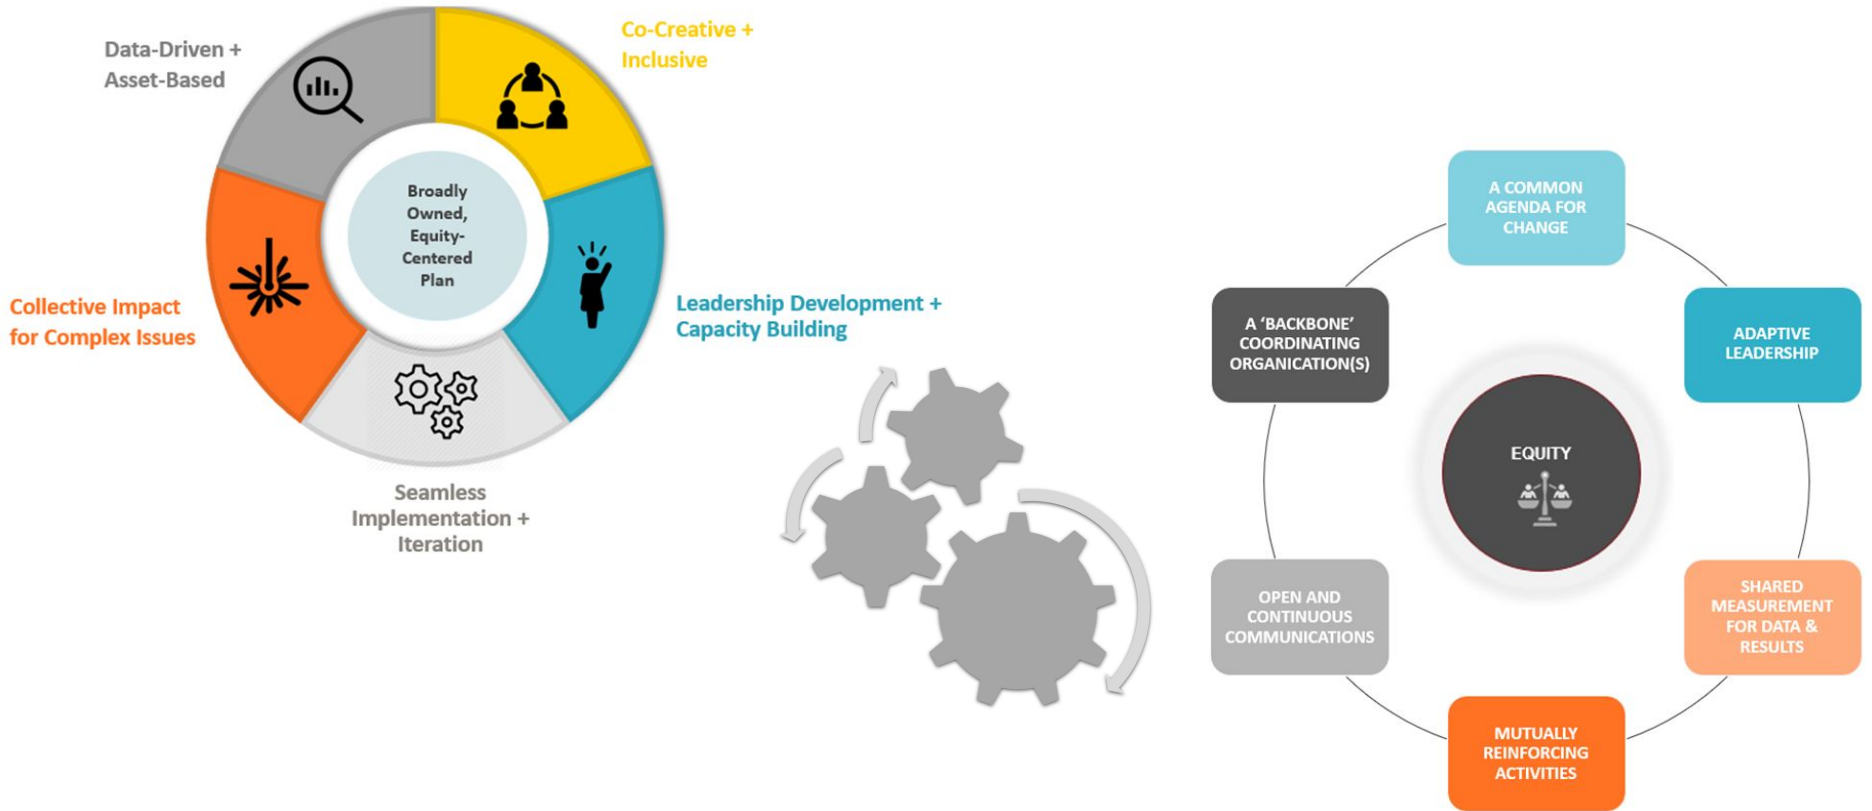 Data-Driven +
Asset-Based
Co-Creative +
Inclusive
Broadly
Owned,
Equity-
Centered
Plan
Collective Impact
for Complex Issues
Leadership Development +
Capacity Building
Seamless
Implementation +
Iteration
A COMMON
AGENDA FOR
CHANGE
A ‘BACKBONE’
COORDINATING
ORGANICATION(S)
ADAPTIVE
LEADERSHIP
EQUITY
OPEN AND
CONTINUOUS
COMMUNICATIONS
SHARED
MEASUREMENT
FOR DATA &
RESULTS
MUTUALLY
REINFORCING
ACTIVITIES